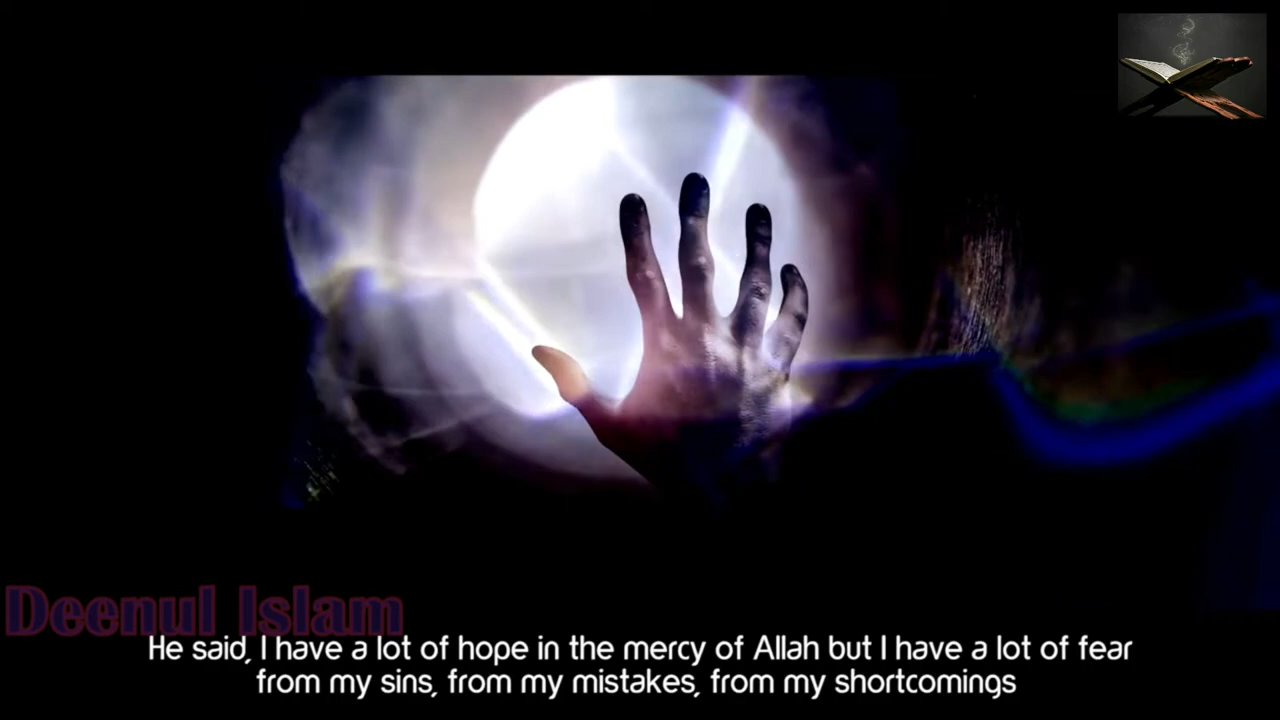 Deenul Islam
He said, I have a lot of hope in the mercy of Allah but I have a lot of fear
from my sins, from my mistakes, from my shortcomings